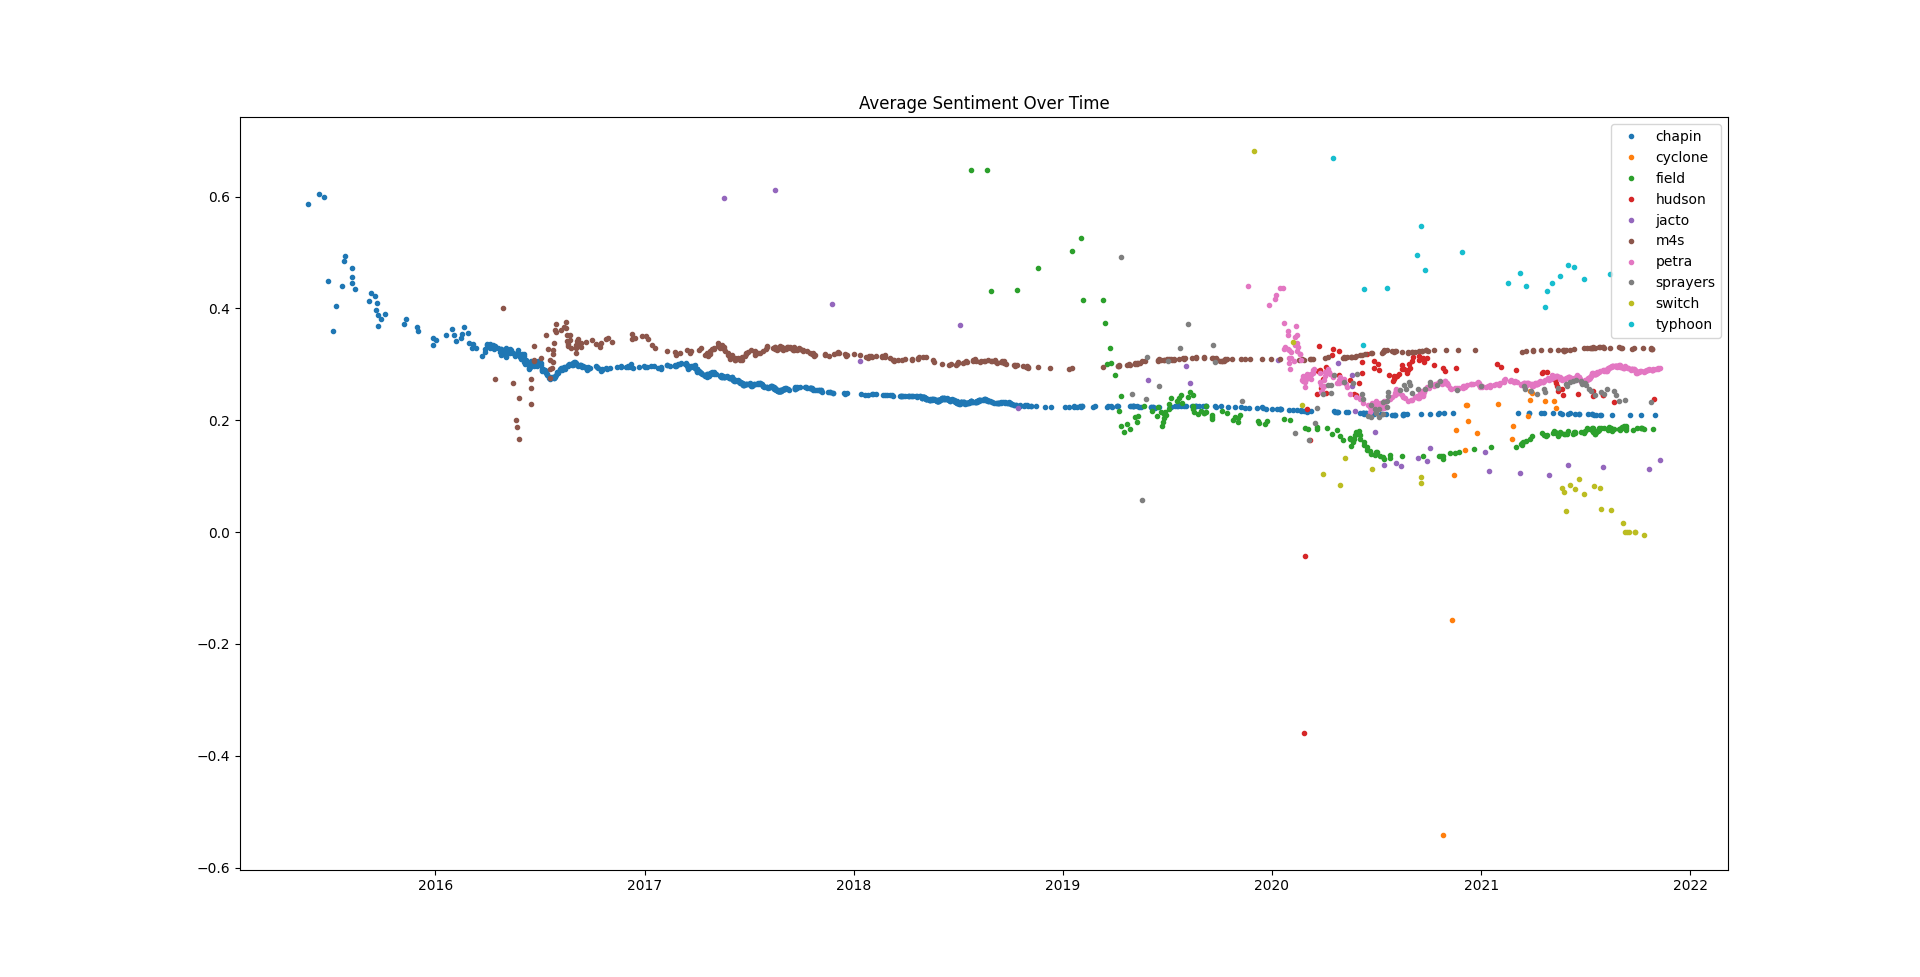 Average Sentiment Over Time
chapin
cyclone
field
hudson
jacto
m4s
petra
sprayers
switch
typhoon
0.6
0.4
0.2
0.0
−0.2
−0.4
−0.6
2016 2017 2018 2019 2020 2021 2022